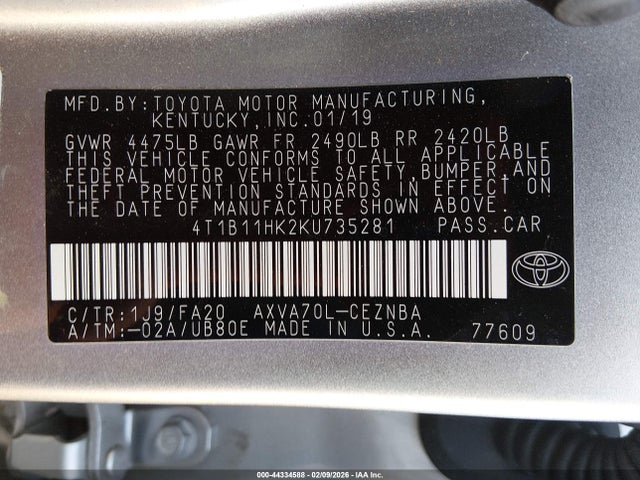 MFD.BY:TOYOTA MOTOR MANUFACTURING,
KENTUCKY,INC.01/19
GVWR 4475LB GAWR FR 2490LB RR 2420LB
THIS VEHICLE CONFORMS TO ALL APPLICABLE
FEDERAL MOTOR VEHICLE SAFETY,BUMPER,AND
THEFT PREVENTION STANDARDS IN EFFECT ON
THE DATE OF MANUFACTURE SHOWN ABOVE.
4T1B11HK2KU735281 PASS.CAR
C/TR:1J9/FA20 AXVA70L-CEZNBA
A/TM:-02A/UB80E MADE IN U.S.A. 77609
000-44334588 - 02/09/2026 - IAA Inc.